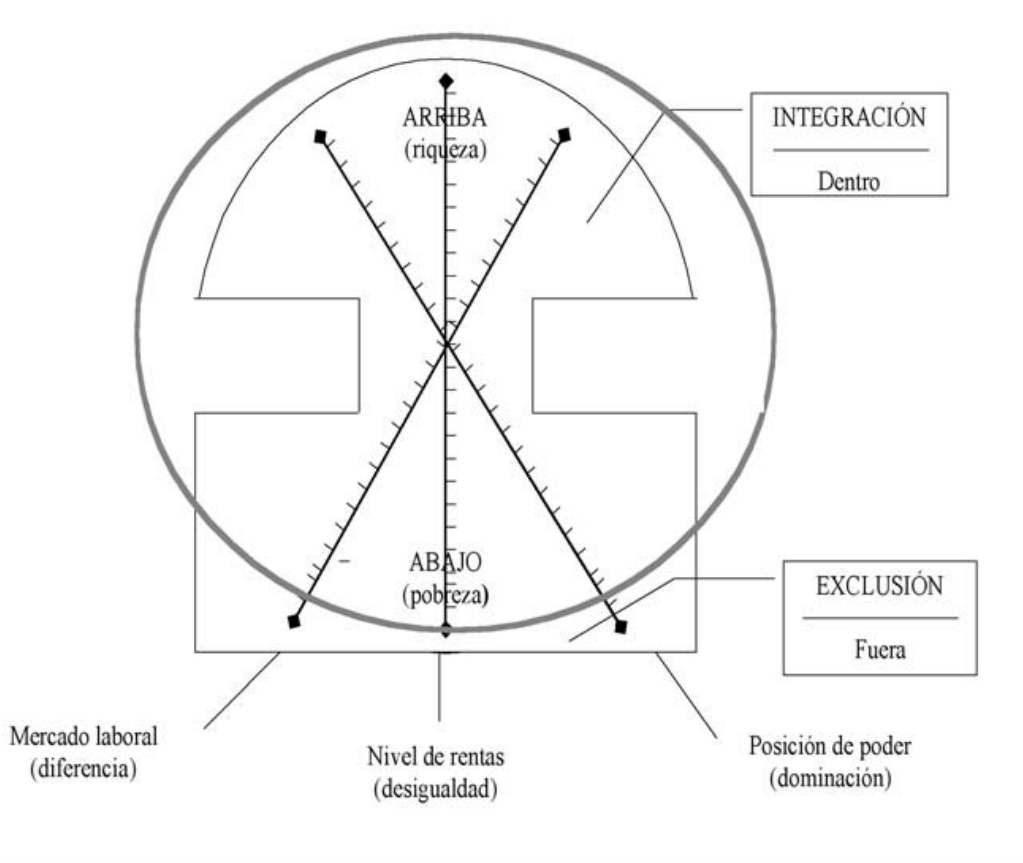 ARRIBA
(riqueza)
INTEGRACIÓN
Dentro
ABAJO
(pobreza)
EXCLUSIÓN
Fuera
Mercado laboral
(diferencia)
Nivel de rentas
(desigualdad)
Posición de poder
(dominación)